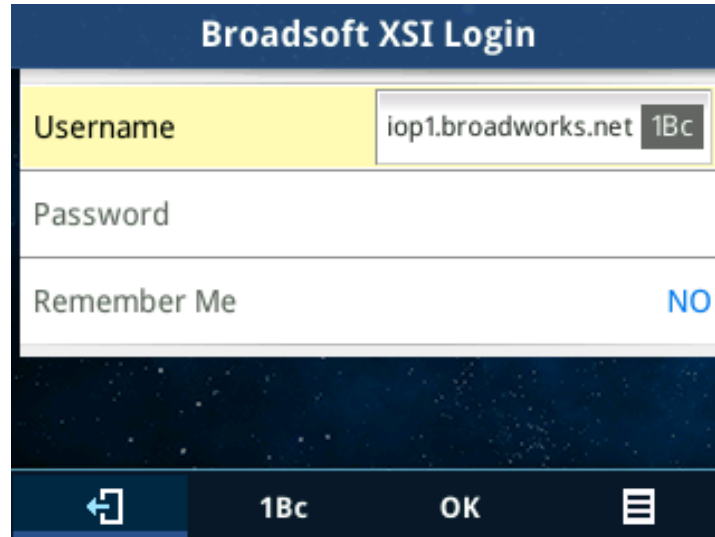 Broadsoft XSI Login
Username iop1.broadworks.net 1Bc
Password
Remember Me NO
1Bc OK